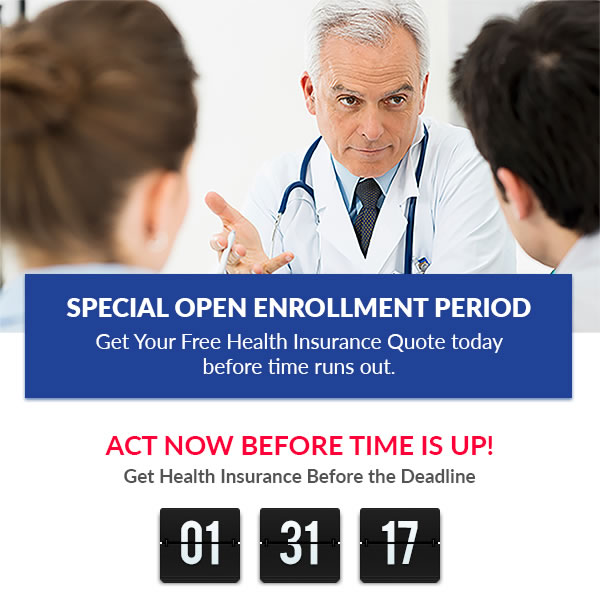 SPECIAL OPEN ENROLLMENT PERIOD
Get Your Free Health Insurance Quote today
before time runs out.
ACT NOW BEFORE TIME IS UP!
Get Health Insurance Before the Deadline
01 31 17